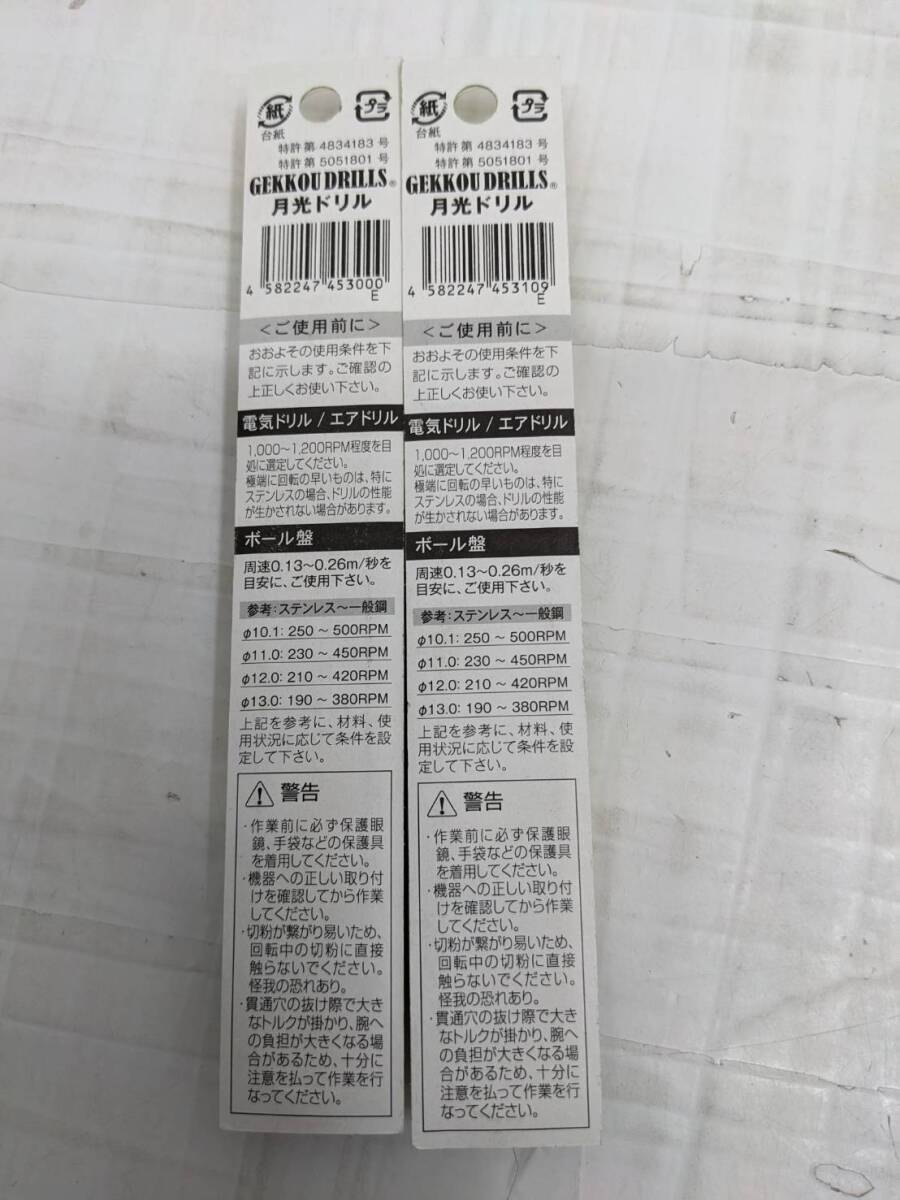 紙
プラ
台紙
特許第4834183号
特許第5051801号
GEKKOU DRILLS®
月光ドリル
4 582247 453000
E
<ご使用前に>
おおよその使用条件を下
記に示します。ご確認の
上正しくお使い下さい。
電気ドリル / エアドリル
1,000〜1,200RPM程度を目
処に選定してください。
極端に回転の早いものは、特に
ステンレスの場合、ドリルの性能
が生かされない場合があります。
ボール盤
周速0.13〜0.26m/秒を
目安に、ご使用下さい。
参考:ステンレス〜一般鋼
φ10.1: 250 〜 500RPM
φ11.0: 230 〜 450RPM
φ12.0: 210 〜 420RPM
φ13.0: 190 〜 380RPM
上記を参考に、材料、使
用状況に応じて条件を設
定して下さい。
警告
・作業前に必ず保護眼
鏡、手袋などの保護具
を着用してください。
・機器への正しい取り付
けを確認してから作業
してください。
・切粉が繋がり易いため、
回転中の切粉に直接
触らないでください。
怪我の恐れあり。
・貫通穴の抜け際で大き
なトルクが掛かり、腕へ
の負担が大きくなる場
合があるため、十分に
注意を払って作業を行
なってください。
紙
プラ
台紙
特許第4834183号
特許第5051801号
GEKKOU DRILLS®
月光ドリル
4 582247 453109
E
<ご使用前に>
おおよその使用条件を下
記に示します。ご確認の
上正しくお使い下さい。
電気ドリル / エアドリル
1,000〜1,200RPM程度を目
処に選定してください。
極端に回転の早いものは、特に
ステンレスの場合、ドリルの性能
が生かされない場合があります。
ボール盤
周速0.13〜0.26m/秒を
目安に、ご使用下さい。
参考:ステンレス〜一般鋼
φ10.1: 250 〜 500RPM
φ11.0: 230 〜 450RPM
φ12.0: 210 〜 420RPM
φ13.0: 190 〜 380RPM
上記を参考に、材料、使
用状況に応じて条件を設
定して下さい。
警告
・作業前に必ず保護眼
鏡、手袋などの保護具
を着用してください。
・機器への正しい取り付
けを確認してから作業
してください。
・切粉が繋がり易いため、
回転中の切粉に直接
触らないでください。
怪我の恐れあり。
・貫通穴の抜け際で大き
なトルクが掛かり、腕へ
の負担が大きくなる場
合があるため、十分に
注意を払って作業を行
なってください。